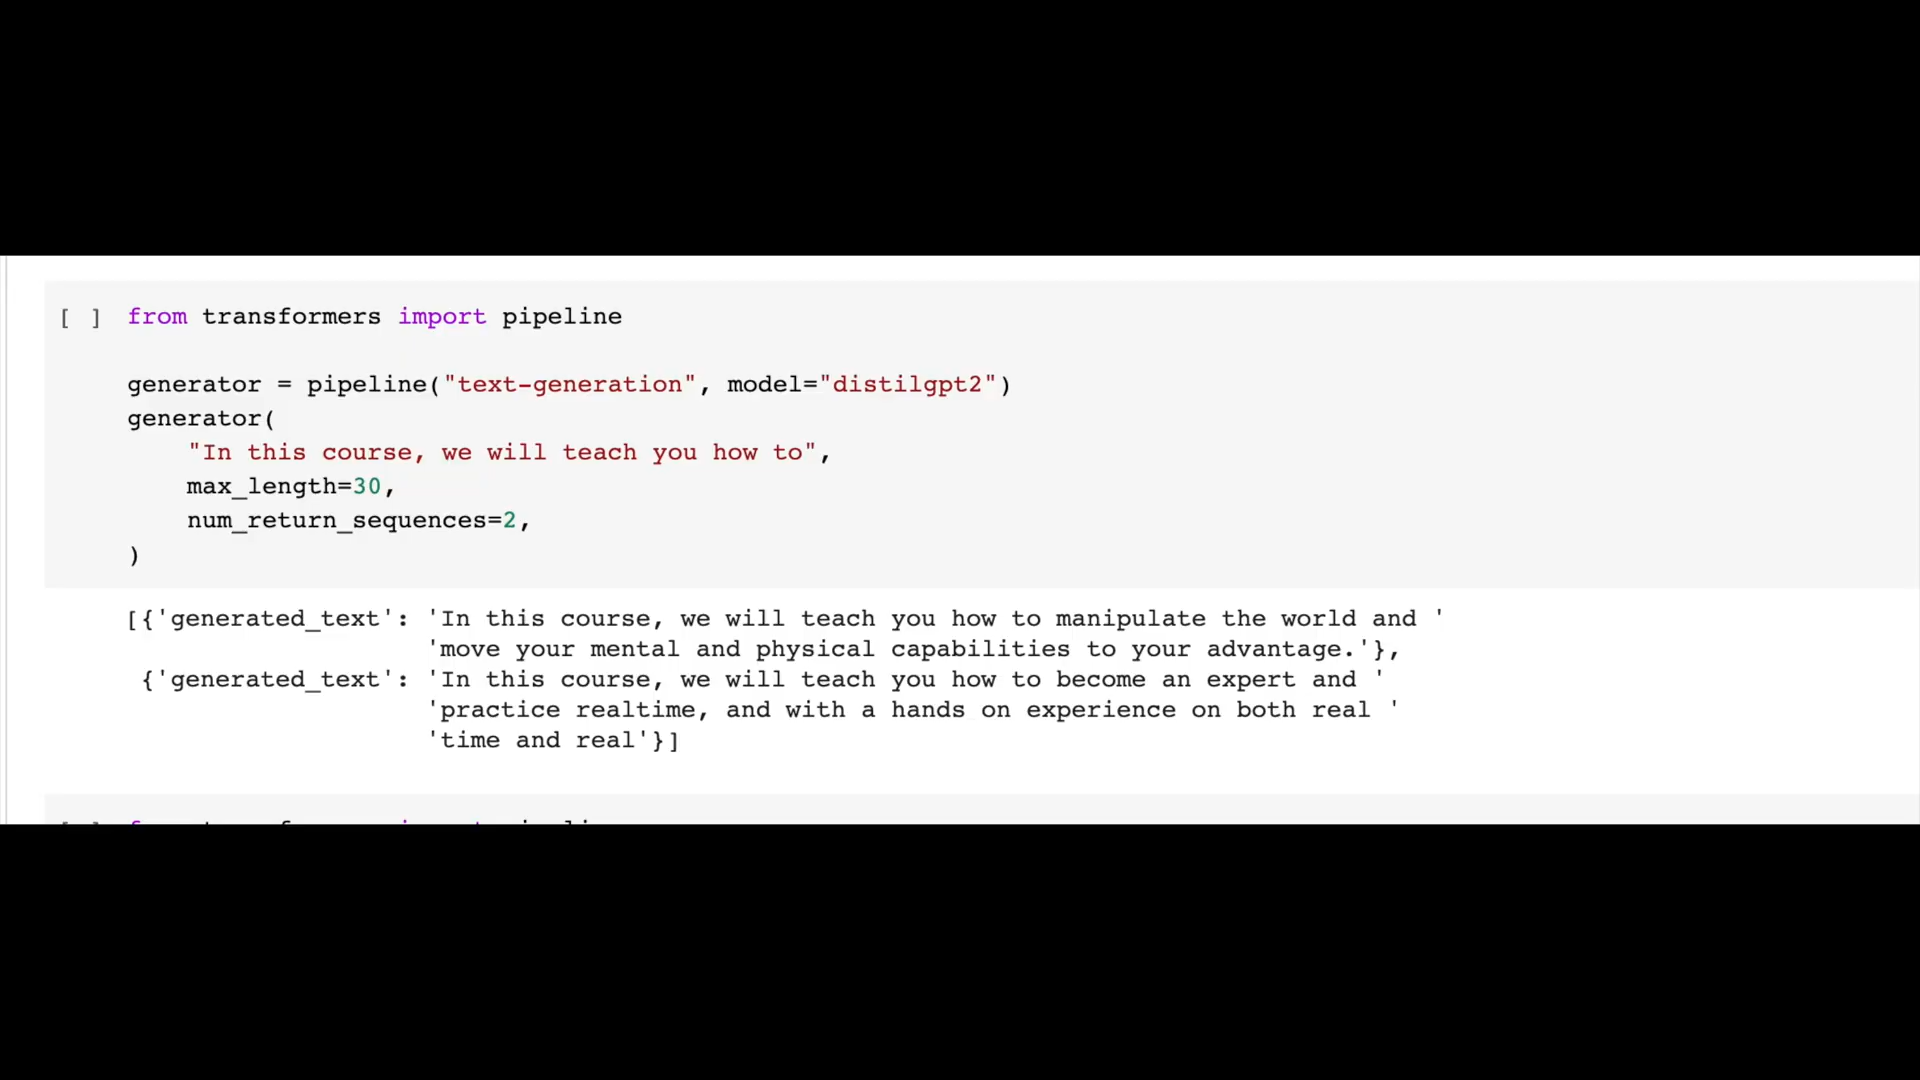 [ ] from transformers import pipeline
generator = pipeline("text-generation", model="distilgpt2")
generator(
"In this course, we will teach you how to",
max_length=30,
num_return_sequences=2,
)
[{'generated_text': 'In this course, we will teach you how to manipulate the world and '
'move your mental and physical capabilities to your advantage.'},
{'generated_text': 'In this course, we will teach you how to become an expert and '
'practice realtime, and with a hands on experience on both real '
'time and real'}]